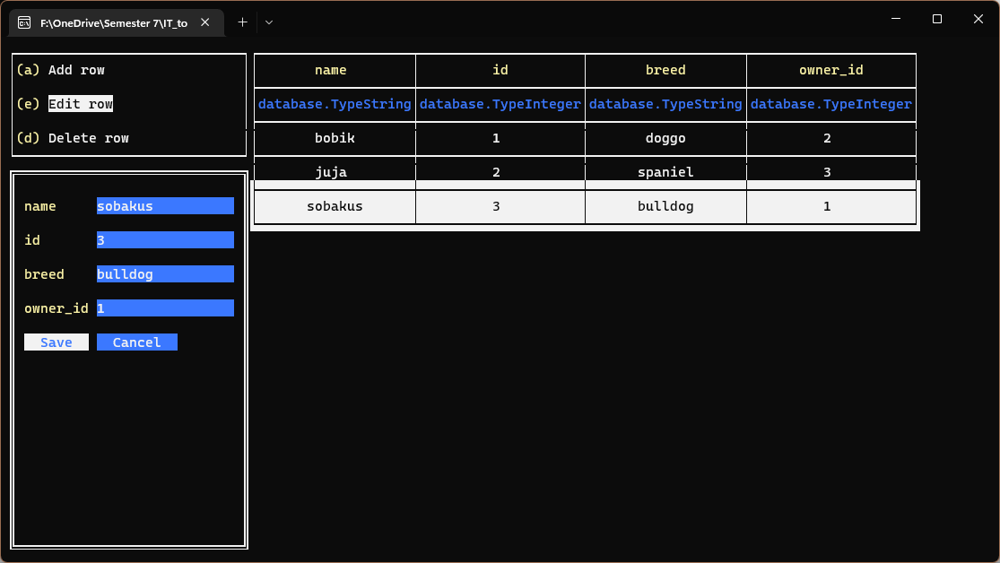 F:\OneDrive\Semester 7\IT_to
(a) Add row
(e) Edit row
(d) Delete row
name sobakus
id 3
breed bulldog
owner_id 1
Save Cancel
name id breed owner_id
database.TypeString database.TypeInteger database.TypeString database.TypeInteger
bobik 1 doggo 2
juja 2 spaniel 3
sobakus 3 bulldog 1